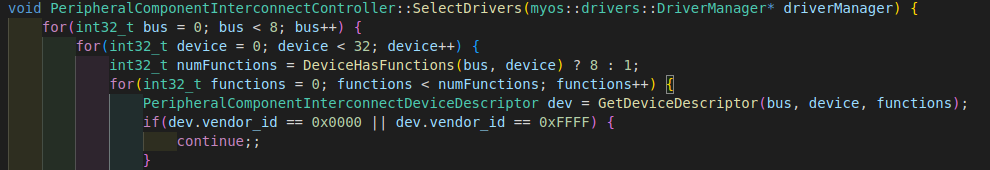 void PeripheralComponentInterconnectController::SelectDrivers(myos::drivers::DriverManager* driverManager) {
    for(int32_t bus = 0; bus < 8; bus++) {
        for(int32_t device = 0; device < 32; device++) {
            int32_t numFunctions = DeviceHasFunctions(bus, device) ? 8 : 1;
            for(int32_t functions = 0; functions < numFunctions; functions++) {
                PeripheralComponentInterconnectDeviceDescriptor dev = GetDeviceDescriptor(bus, device, functions);
                if(dev.vendor_id == 0x0000 || dev.vendor_id == 0xFFFF) {
                    continue;;
                }